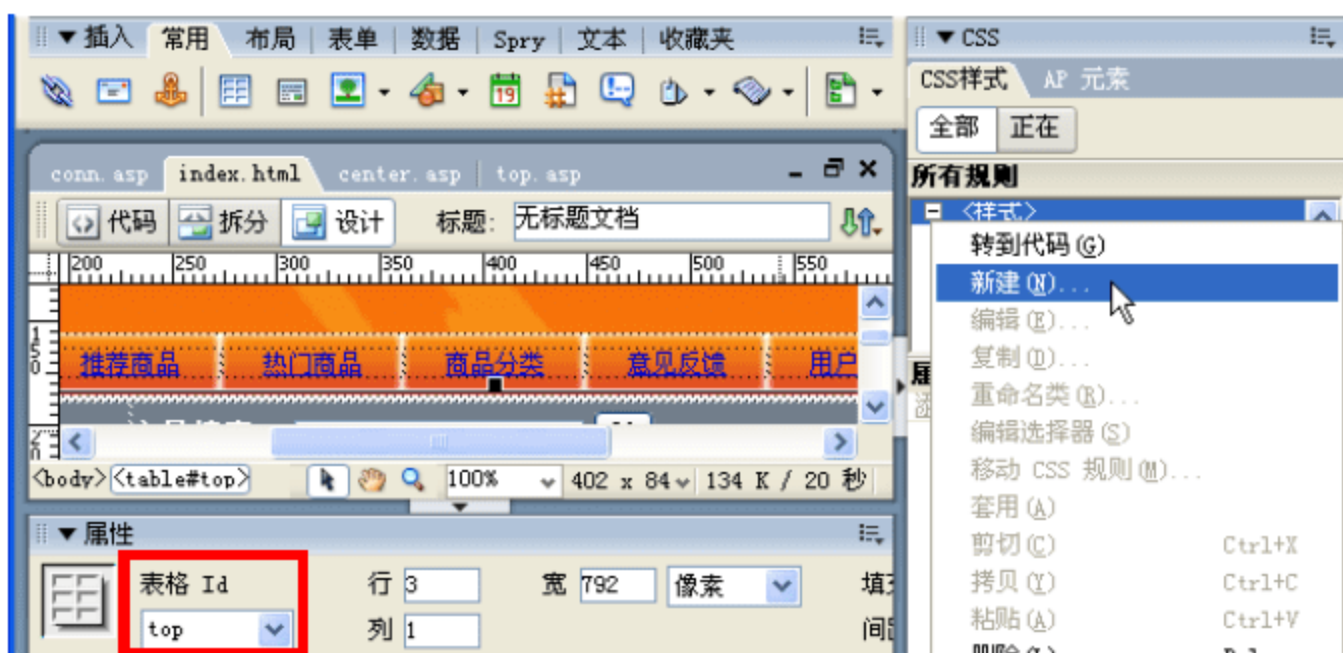 ▼插入 常用 布局 表单 数据 Spry 文本 收藏夹
19
conn.asp index.html center.asp top.asp
代码 拆分 设计 标题: 无标题文档
200 250 300 350 400 450 500 550
150
推荐商品 热门商品 商品分类 意见反馈 用户
<body> <table#top> 100% 402 x 84 134 K / 20 秒
▼属性
表格 Id 行 3 宽 792 像素
top 列 1
▼CSS
CSS样式 AP 元素
全部 正在
所有规则
<样式>
转到代码(G)
新建(N)...
编辑(E)...
复制(D)...
重命名类(R)...
编辑选择器(S)
移动 CSS 规则(M)...
套用(A)
剪切(C) Ctrl+X
拷贝(Y) Ctrl+C
粘贴(A) Ctrl+V